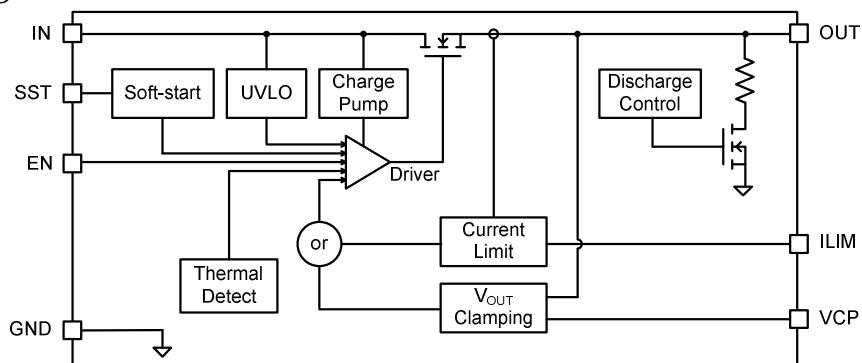 IN
OUT
SST
Soft-start
UVLO
Charge
Pump
Discharge
Control
EN
Driver
or
Current
Limit
ILIM
Thermal
Detect
VOUT
Clamping
VCP
GND